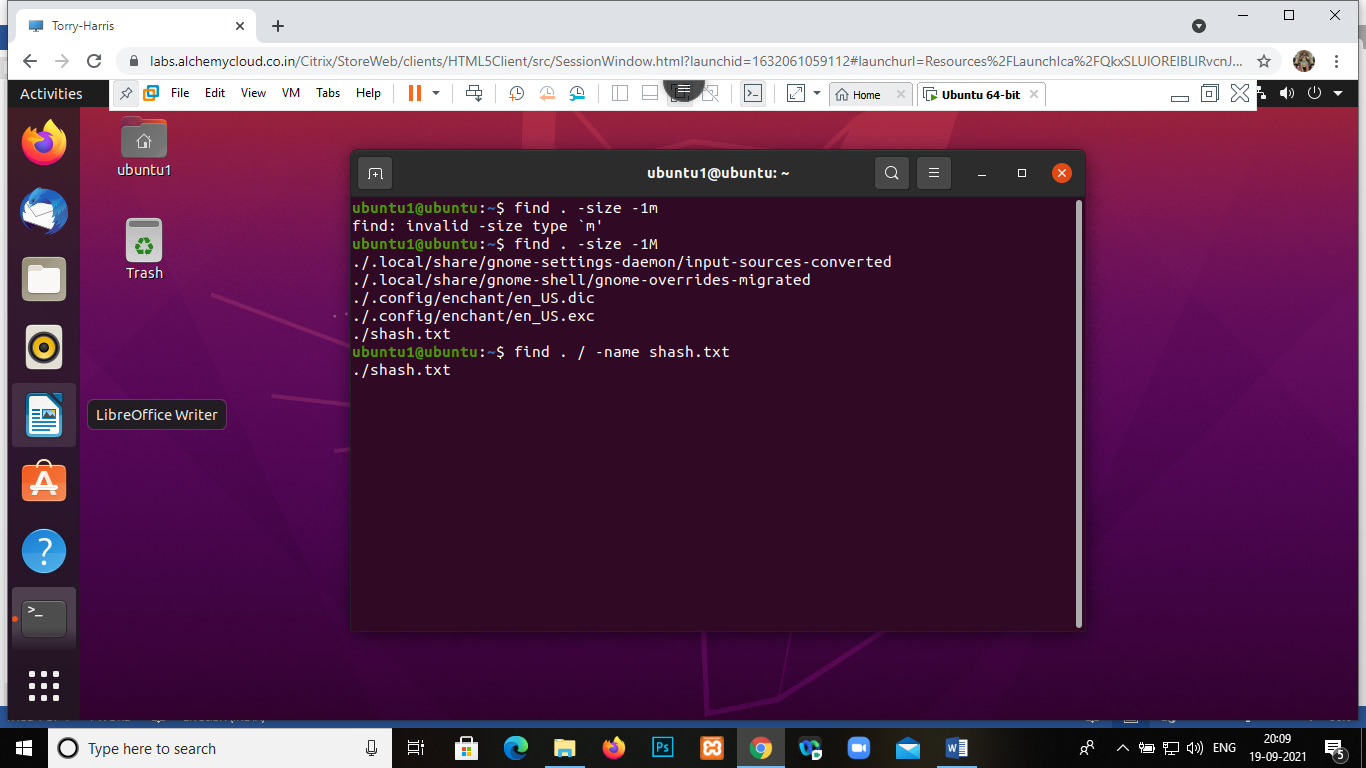 Torry-Harris
labs.alchemycloud.co.in/Citrix/StoreWeb/clients/HTML5Client/src/SessionWindow.html?launchid=1632061059112#launchurl=Resources%2FLaunchIca%2FQkxSLUlOREIBLlRvcnJ...
Activities
File Edit View VM Tabs Help
Home
Ubuntu 64-bit
ubuntu1
Trash
LibreOffice Writer
ubuntu1@ubuntu: ~
ubuntu1@ubuntu:~$ find . -size -1m
find: invalid -size type `m'
ubuntu1@ubuntu:~$ find . -size -1M
./.local/share/gnome-settings-daemon/input-sources-converted
./.local/share/gnome-shell/gnome-overrides-migrated
./.config/enchant/en_US.dic
./.config/enchant/en_US.exc
./shash.txt
ubuntu1@ubuntu:~$ find . / -name shash.txt
./shash.txt
Type here to search
Ps
ENG
20:09
19-09-2021
5